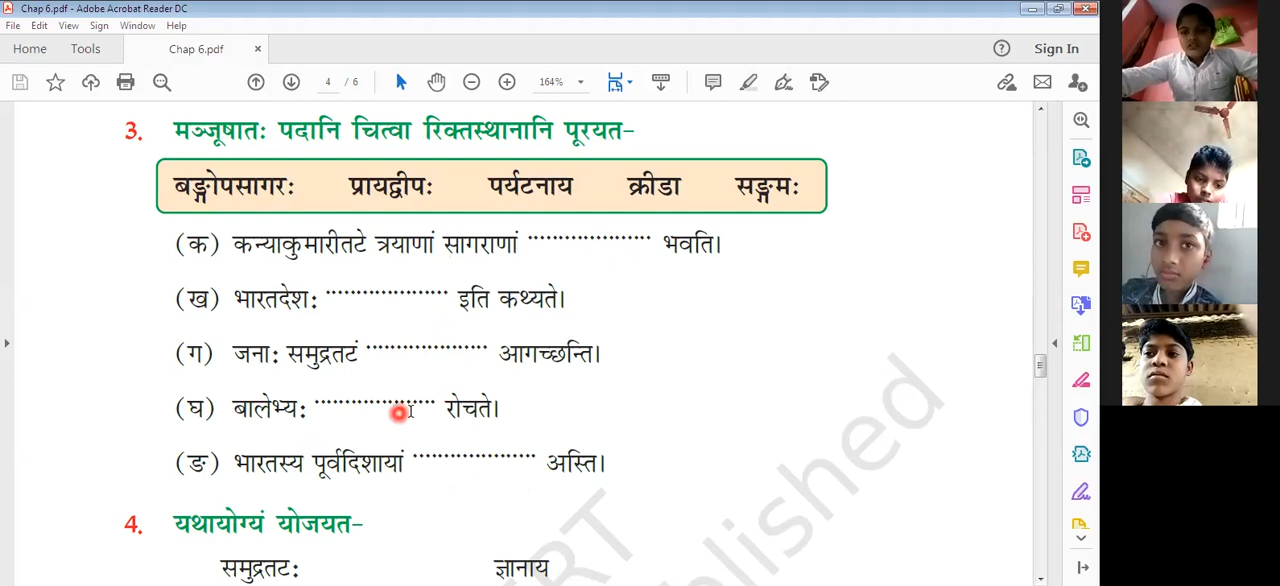 Chap 6.pdf - Adobe Acrobat Reader DC
File Edit View Sign Window Help
Home Tools Chap 6.pdf × Sign In
4 / 6 164%
3. मञ्जूषातः पदानि चित्वा रिक्तस्थानानि पूरयत-
बङ्गोपसागरः प्रायद्वीपः पर्यटनाय क्रीडा सङ्गमः
(क) कन्याकुमारीतटे त्रयाणां सागराणां .................... भवति।
(ख) भारतदेशः .................... इति कथ्यते।
(ग) जनाः समुद्रतटं .................... आगच्छन्ति।
(घ) बालेभ्यः .................... रोचते।
(ङ) भारतस्य पूर्वदिशायां .................... अस्ति।
4. यथायोग्यं योजयत-
समुद्रतटः ज्ञानाय